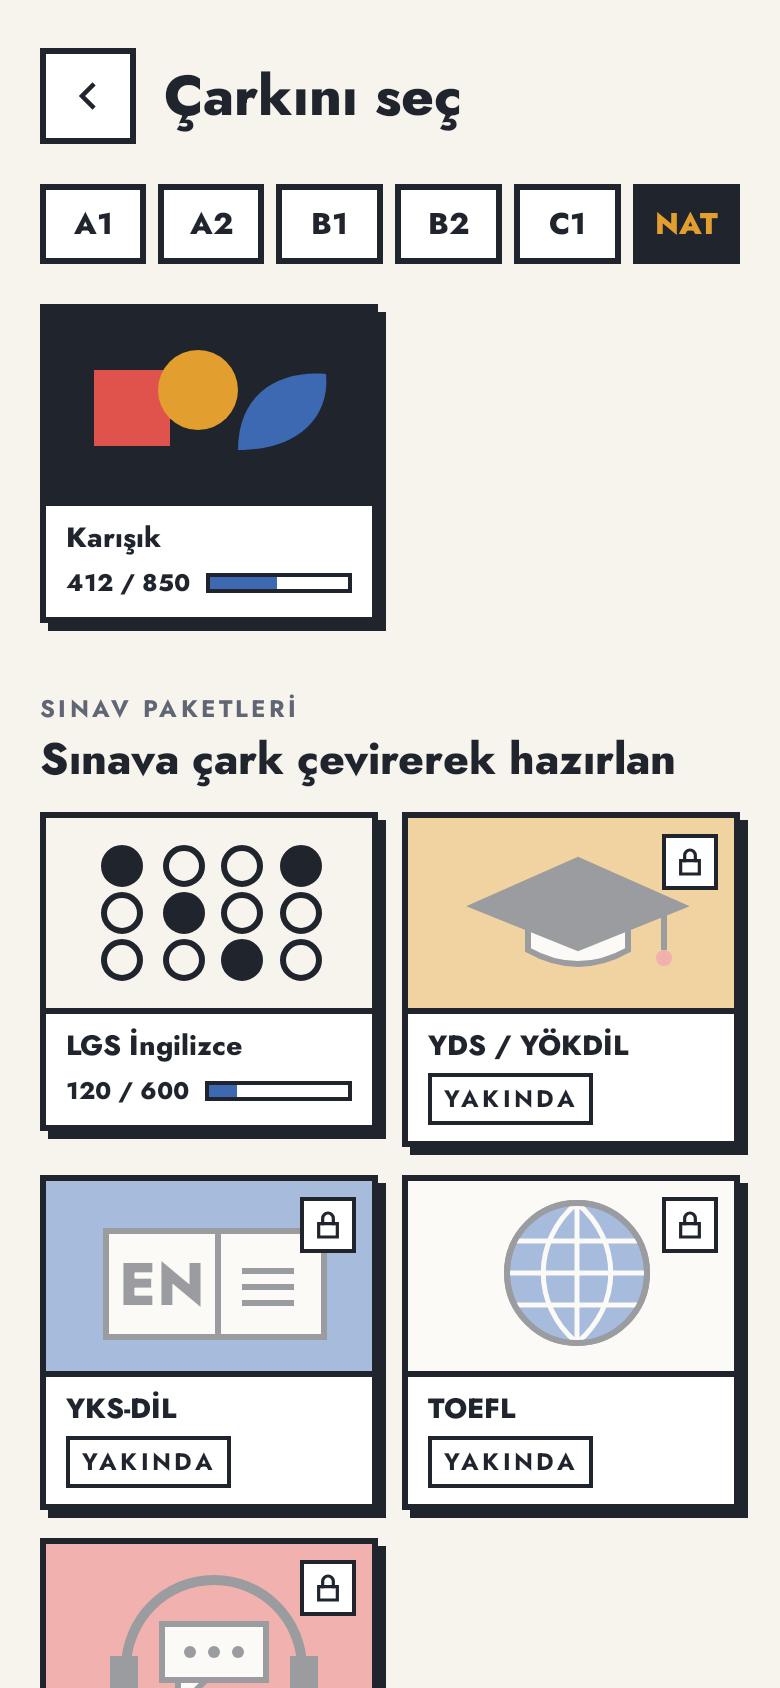 Çarkını seç
A1 A2 B1 B2 C1 NAT
Karışık
412 / 850
SINAV PAKETLERİ
Sınava çark çevirerek hazırlan
LGS İngilizce
120 / 600
YDS / YÖKDİL
YAKINDA
EN
YKS-DİL
YAKINDA
TOEFL
YAKINDA